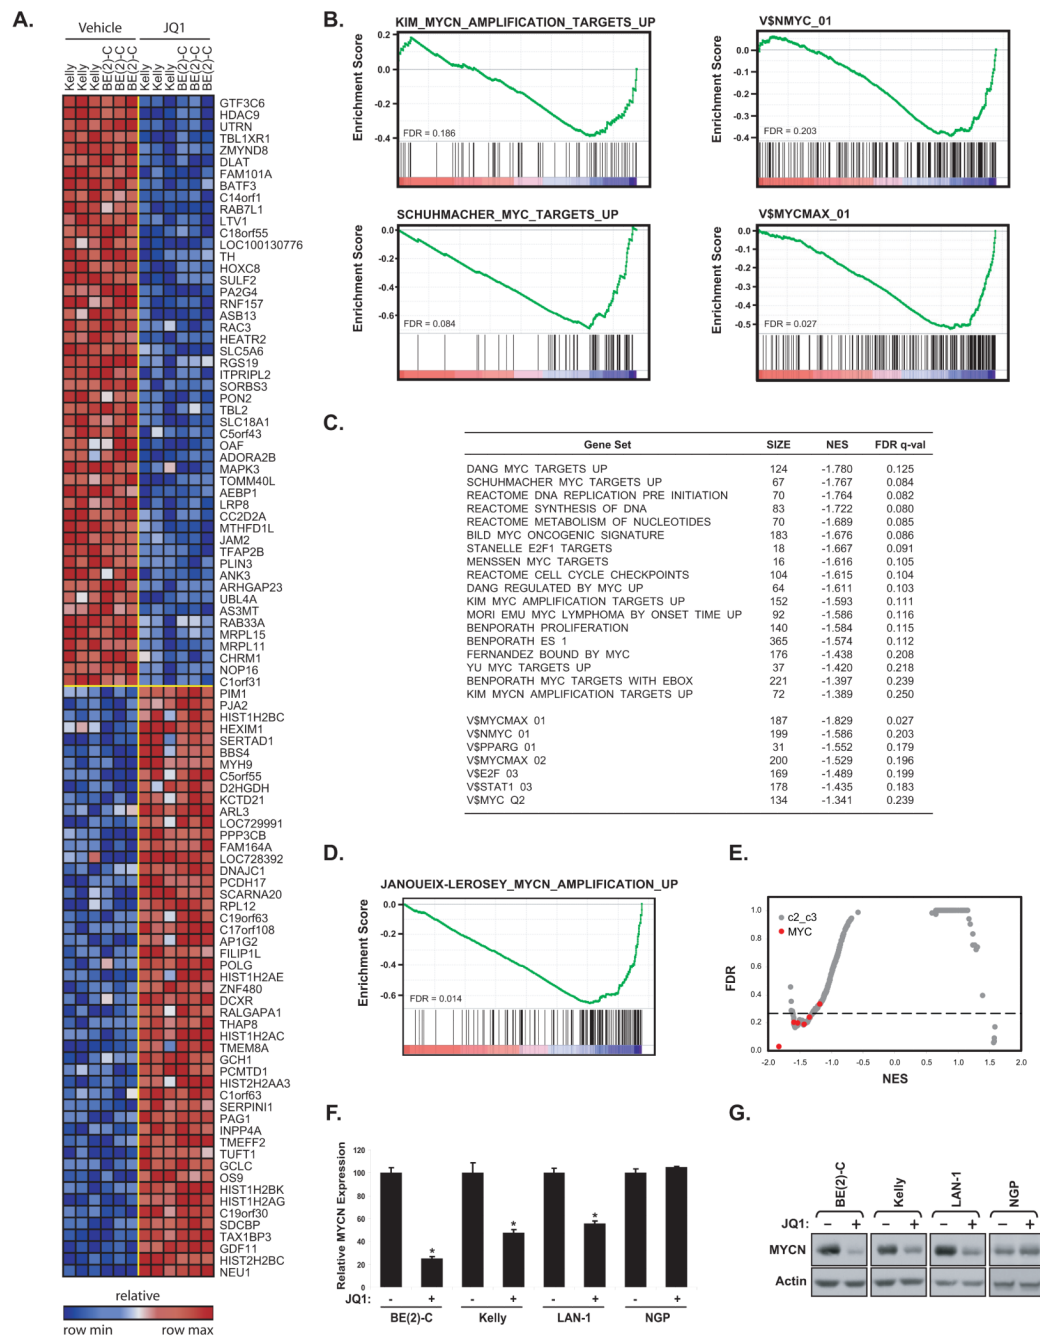 A.
Vehicle JQ1
Kelly Kelly Kelly BE(2)-C BE(2)-C BE(2)-C Kelly Kelly Kelly BE(2)-C BE(2)-C BE(2)-C
GTF3C6
HDAC9
UTRN
TBL1XR1
ZMYND8
DLAT
FAM101A
BATF3
C14orf1
RAB7L1
LTV1
C18orf55
LOC100130776
TH
HOXC8
SULF2
PA2G4
RNF157
ASB13
RAC3
HEATR2
SLC5A6
RGS19
ITPRIPL2
SORBS3
PON2
TBL2
SLC18A1
C5orf43
OAF
ADORA2B
MAPK3
TOMM40L
AEBP1
LRP8
CC2D2A
MTHFD1L
JAM2
TFAP2B
PLIN3
ANK3
ARHGAP23
UBL4A
AS3MT
RAB33A
MRPL15
MRPL11
CHRM1
NOP16
C1orf31
PIM1
PJA2
HIST1H2BC
HEXIM1
SERTAD1
BBS4
MYH9
C5orf55
D2HGDH
KCTD21
ARL3
LOC729991
PPP3CB
FAM164A
LOC728392
DNAJC1
PCDH17
SCARNA20
RPL12
C19orf63
C17orf108
AP1G2
FILIP1L
POLG
HIST1H2AE
ZNF480
DCXR
RALGAPA1
THAP8
HIST1H2AC
TMEM8A
GCH1
PCMTD1
HIST2H2AA3
C1orf63
SERPINI1
PAG1
INPP4A
TMEFF2
TUFT1
GCLC
OS9
HIST1H2BK
HIST1H2AG
C19orf30
SDCBP
TAX1BP3
GDF11
HIST2H2BC
NEU1
relative
row min row max
B.
KIM_MYCN_AMPLIFICATION_TARGETS_UP
Enrichment Score
0.2
0.0
-0.2
-0.4
FDR = 0.186
V$NMYC_01
Enrichment Score
0.0
-0.1
-0.2
-0.3
-0.4
FDR = 0.203
SCHUHMACHER_MYC_TARGETS_UP
Enrichment Score
0.0
-0.2
-0.4
-0.6
FDR = 0.084
V$MYCMAX_01
Enrichment Score
0.0
-0.1
-0.2
-0.3
-0.4
-0.5
FDR = 0.027
C.
Gene Set SIZE NES FDR q-val
DANG MYC TARGETS UP 124 -1.780 0.125
SCHUHMACHER MYC TARGETS UP 67 -1.767 0.084
REACTOME DNA REPLICATION PRE INITIATION 70 -1.764 0.082
REACTOME SYNTHESIS OF DNA 83 -1.722 0.080
REACTOME METABOLISM OF NUCLEOTIDES 70 -1.689 0.085
BILD MYC ONCOGENIC SIGNATURE 183 -1.676 0.086
STANELLE E2F1 TARGETS 18 -1.667 0.091
MENSSEN MYC TARGETS 16 -1.616 0.105
REACTOME CELL CYCLE CHECKPOINTS 104 -1.615 0.104
DANG REGULATED BY MYC UP 64 -1.611 0.103
KIM MYC AMPLIFICATION TARGETS UP 152 -1.593 0.111
MORI EMU MYC LYMPHOMA BY ONSET TIME UP 92 -1.586 0.116
BENPORATH PROLIFERATION 140 -1.584 0.115
BENPORATH ES 1 365 -1.574 0.112
FERNANDEZ BOUND BY MYC 176 -1.438 0.208
YU MYC TARGETS UP 37 -1.420 0.218
BENPORATH MYC TARGETS WITH EBOX 221 -1.397 0.239
KIM MYCN AMPLIFICATION TARGETS UP 72 -1.389 0.250
V$MYCMAX 01 187 -1.829 0.027
V$NMYC 01 199 -1.586 0.203
V$PPARG 01 31 -1.552 0.179
V$MYCMAX 02 200 -1.529 0.196
V$E2F 03 169 -1.489 0.199
V$STAT1 03 178 -1.435 0.183
V$MYC Q2 134 -1.341 0.239
D.
JANOUEIX-LEROSEY_MYCN_AMPLIFICATION_UP
Enrichment Score
0.0
-0.2
-0.4
-0.6
FDR = 0.014
E.
FDR
1.0
0.8
0.6
0.4
0.2
0.0
c2_c3
MYC
-2.0 -1.5 -1.0 -0.5 0.0 0.5 1.0 1.5 2.0
NES
F.
Relative MYCN Expression
120
100
80
60
40
20
0
* * *
JQ1: - + - + - + - +
BE(2)-C Kelly LAN-1 NGP
G.
BE(2)-C Kelly LAN-1 NGP
JQ1: – + – + – + – +
MYCN
Actin